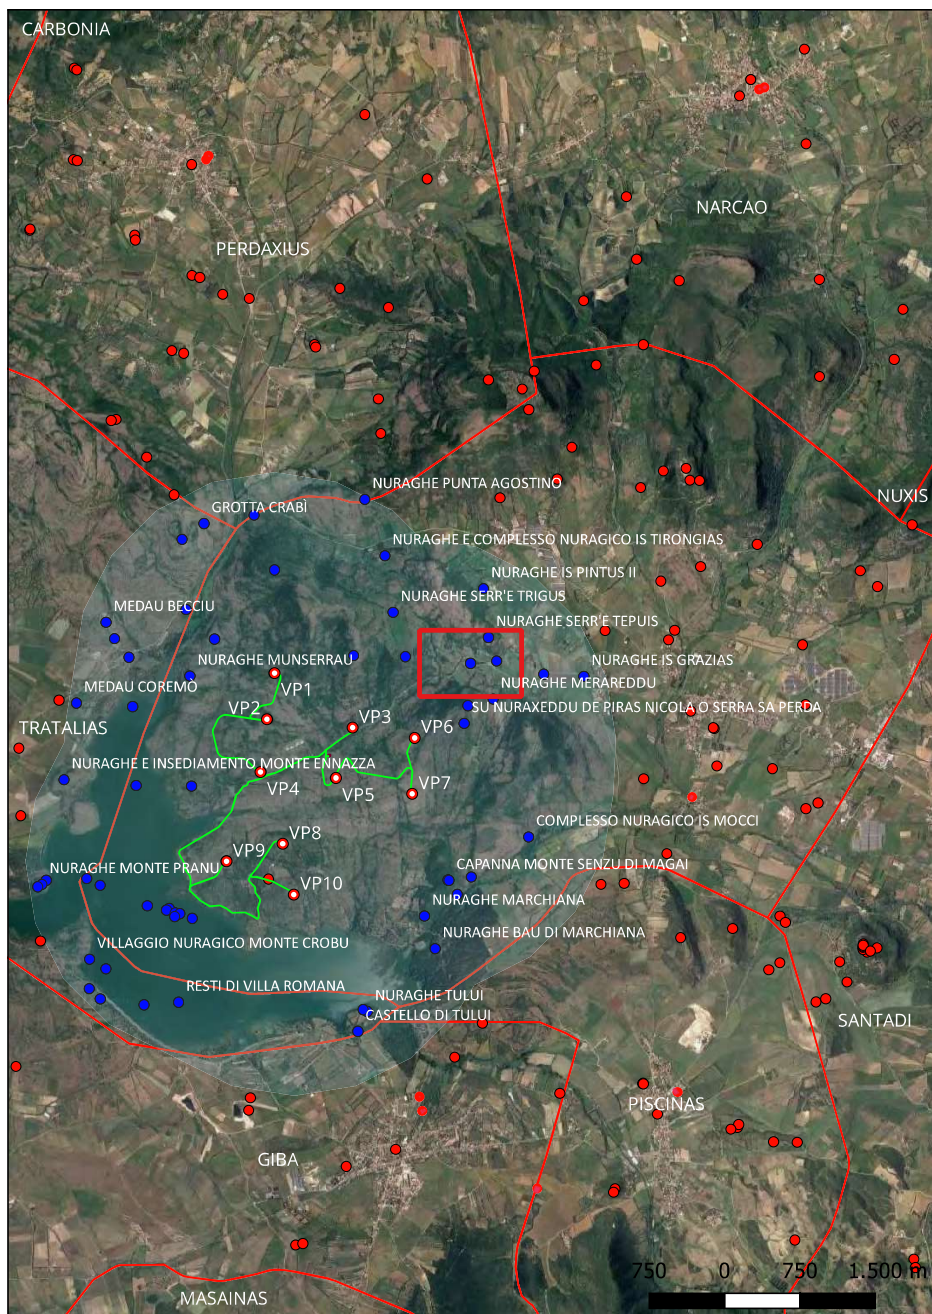 CARBONIA
NARCAO
PERDAXIUS
NURAGHE PUNTA AGOSTINO
NUXIS
GROTTA CRABÌ
NURAGHE E COMPLESSO NURAGICO IS TIRONGIAS
NURAGHE IS PINTUS II
NURAGHE SERR'E TRIGUS
MEDAU BECCIU
NURAGHE SERR'E TEPUIS
NURAGHE MUNSERRAU
NURAGHE IS GRAZIAS
VP1
NURAGHE MERAREDDU
MEDAU COREMÒ
VP2
VP3
SU NURAXEDDU DE PIRAS NICOLA O SERRA SA PERDA
TRATALIAS
VP6
NURAGHE E INSEDIAMENTO MONTE ENNAZZA
VP4
VP5
VP7
COMPLESSO NURAGICO IS MOCCI
VP8
VP9
CAPANNA MONTE SENZU DI MAGAI
NURAGHE MONTE PRANU
VP10
NURAGHE MARCHIANA
NURAGHE BAU DI MARCHIANA
VILLAGGIO NURAGICO MONTE CROBU
RESTI DI VILLA ROMANA
NURAGHE TULUI
CASTELLO DI TULUI
SANTADI
PISCINAS
GIBA
MASAINAS
750 0 750 1.500 m